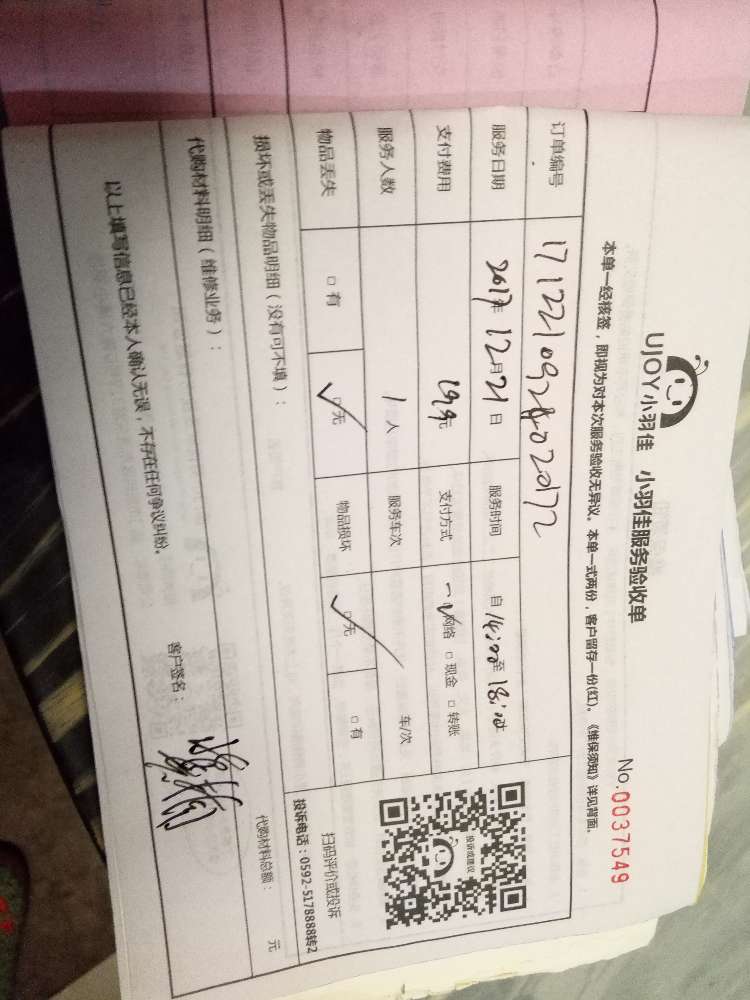 UJOY小羽佳 小羽佳服务验收单
No.0037549
本单一经核签，即视为对本次服务验收无异议。本单一式两份，客户留存一份(红)。《维保须知》详见背面。
订单编号
服务日期 2017年12月21日 服务时间 自14:00至18:00
支付费用 199元 支付方式 网络 □现金 □转账
服务人数 1人 服务车次 车/次
物品丢失 □有 □无 物品损坏 □无 □有
投诉或建议
扫码评价或投诉
投诉电话：0592-5178888转2
损坏或丢失物品明细（没有可不填）：
代购材料明细（维修业务）：
代购材料总额： 元
以上填写信息已经本人确认无误，不存在任何争议纠纷。
客户签名：